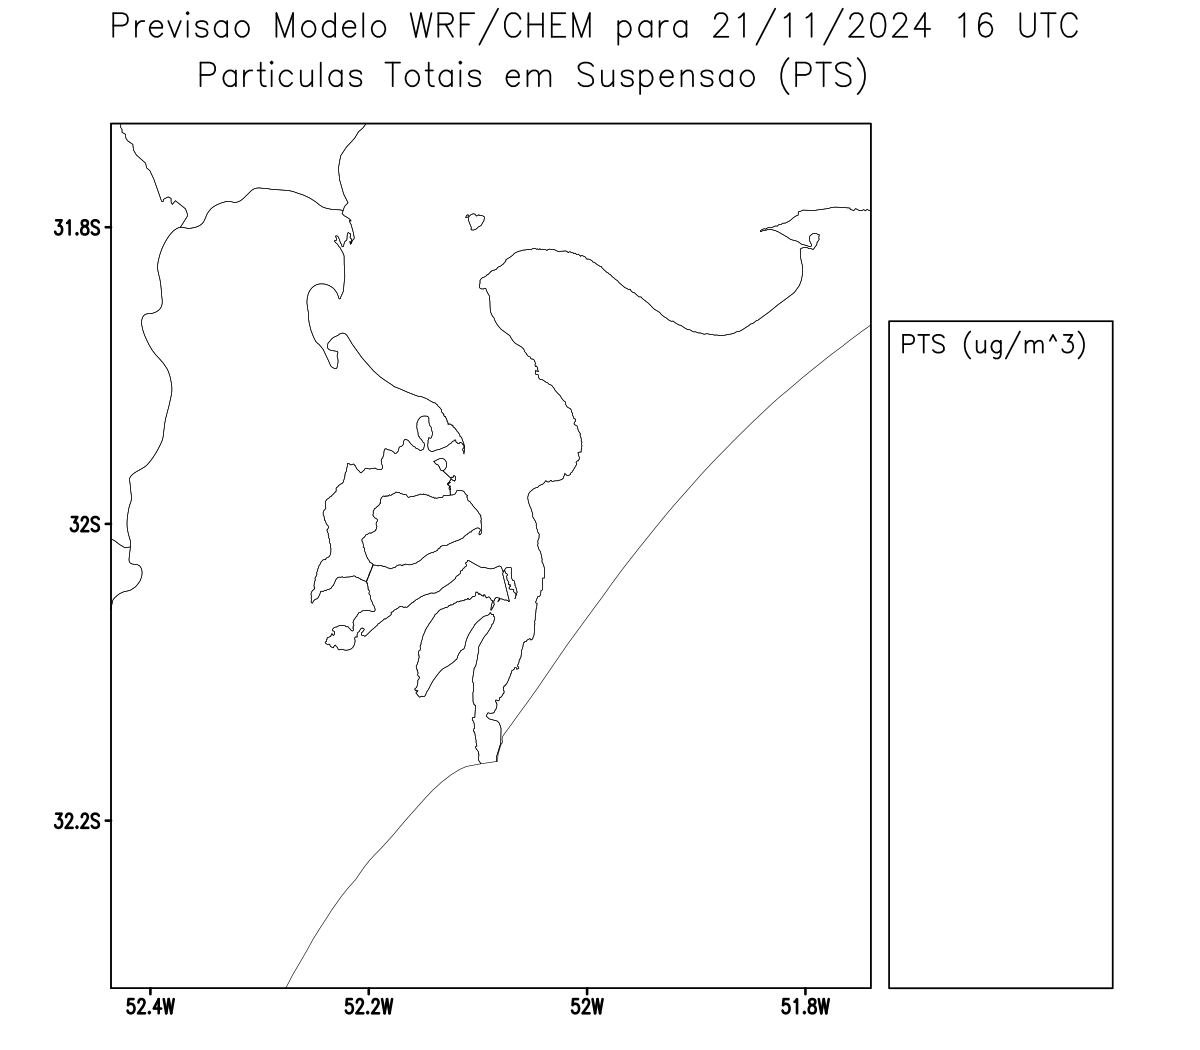 Previsao Modelo WRF/CHEM para 21/11/2024 16 UTC
Particulas Totais em Suspensao (PTS)
31.8S
PTS (ug/m^3)
32S
32.2S
52.4W 52.2W 52W 51.8W